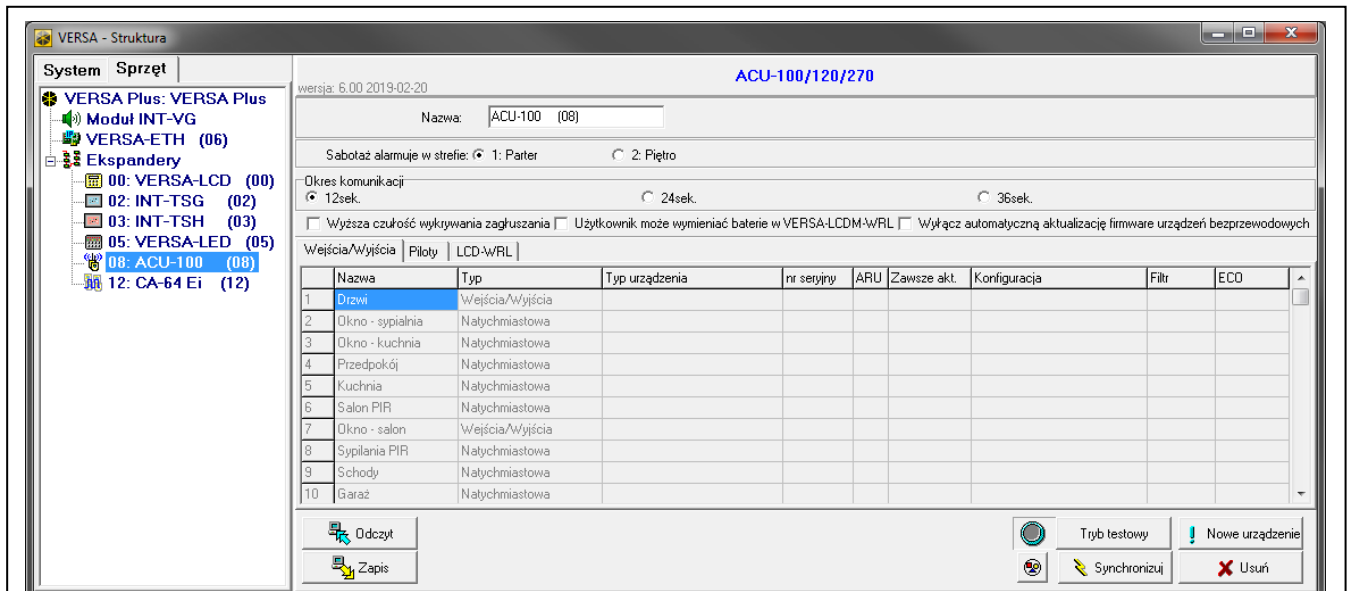 VERSA - Struktura
System Sprzęt
VERSA Plus: VERSA Plus
Moduł INT-VG
VERSA-ETH (06)
Ekspandery
00: VERSA-LCD (00)
02: INT-TSG (02)
03: INT-TSH (03)
05: VERSA-LED (05)
08: ACU-100 (08)
12: CA-64 Ei (12)
ACU-100/120/270
wersja: 6.00 2019-02-20
Nazwa: ACU-100 (08)
Sabotaż alarmuje w strefie: 1: Parter 2: Piętro
Okres komunikacji
12sek. 24sek. 36sek.
Wyższa czułość wykrywania zagłuszania Użytkownik może wymieniać baterie w VERSA-LCDM-WRL Wyłącz automatyczną aktualizację firmware urządzeń bezprzewodowych
Wejścia/Wyjścia Piloty LCD-WRL
Nazwa Typ Typ urządzenia nr seryjny ARU Zawsze akt. Konfiguracja Filtr ECO
1 Drzwi Wejścia/Wyjścia
2 Okno - sypialnia Natychmiastowa
3 Okno - kuchnia Natychmiastowa
4 Przedpokój Natychmiastowa
5 Kuchnia Natychmiastowa
6 Salon PIR Natychmiastowa
7 Okno - salon Wejścia/Wyjścia
8 Sypilania PIR Natychmiastowa
9 Schody Natychmiastowa
10 Garaż Natychmiastowa
Odczyt Tryb testowy Nowe urządzenie
Zapis Synchronizuj Usuń